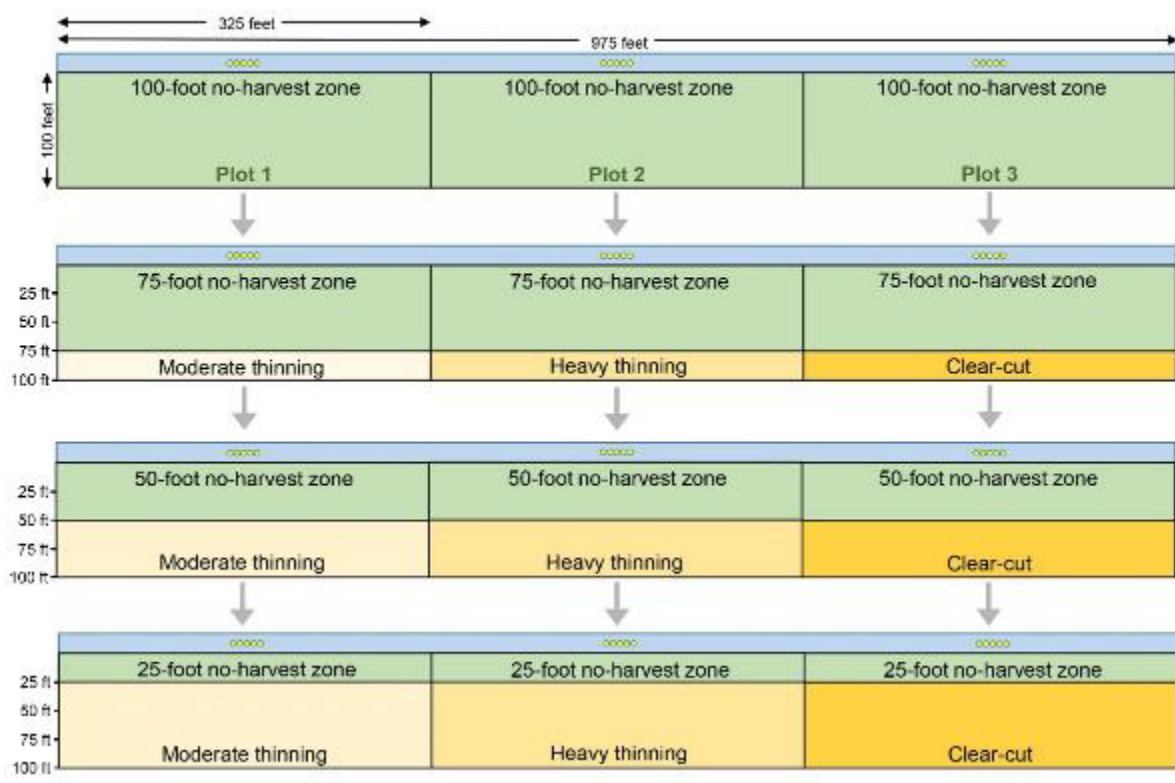 325 feet
975 feet
100 feet
100-foot no-harvest zone 100-foot no-harvest zone 100-foot no-harvest zone
Plot 1 Plot 2 Plot 3
75-foot no-harvest zone 75-foot no-harvest zone 75-foot no-harvest zone
25 ft
50 ft
75 ft
Moderate thinning Heavy thinning Clear-cut
100 ft
50-foot no-harvest zone 50-foot no-harvest zone 50-foot no-harvest zone
25 ft
50 ft
75 ft
Moderate thinning Heavy thinning Clear-cut
100 ft
25-foot no-harvest zone 25-foot no-harvest zone 25-foot no-harvest zone
25 ft
50 ft
75 ft
Moderate thinning Heavy thinning Clear-cut
100 ft